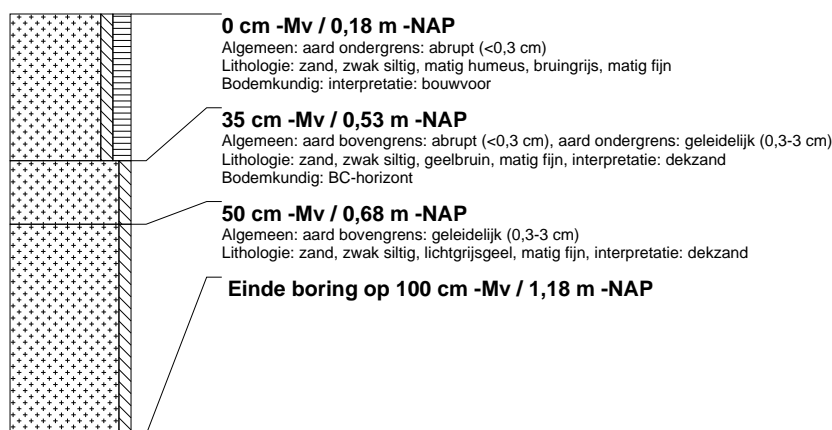 0 cm -Mv / 0,18 m -NAP
Algemeen: aard ondergrens: abrupt (<0,3 cm)
Lithologie: zand, zwak siltig, matig humeus, bruingrijs, matig fijn
Bodemkundig: interpretatie: bouwvoor
35 cm -Mv / 0,53 m -NAP
Algemeen: aard bovengrens: abrupt (<0,3 cm), aard ondergrens: geleidelijk (0,3-3 cm)
Lithologie: zand, zwak siltig, geelbruin, matig fijn, interpretatie: dekzand
Bodemkundig: BC-horizont
50 cm -Mv / 0,68 m -NAP
Algemeen: aard bovengrens: geleidelijk (0,3-3 cm)
Lithologie: zand, zwak siltig, lichtgrijsgeel, matig fijn, interpretatie: dekzand
Einde boring op 100 cm -Mv / 1,18 m -NAP